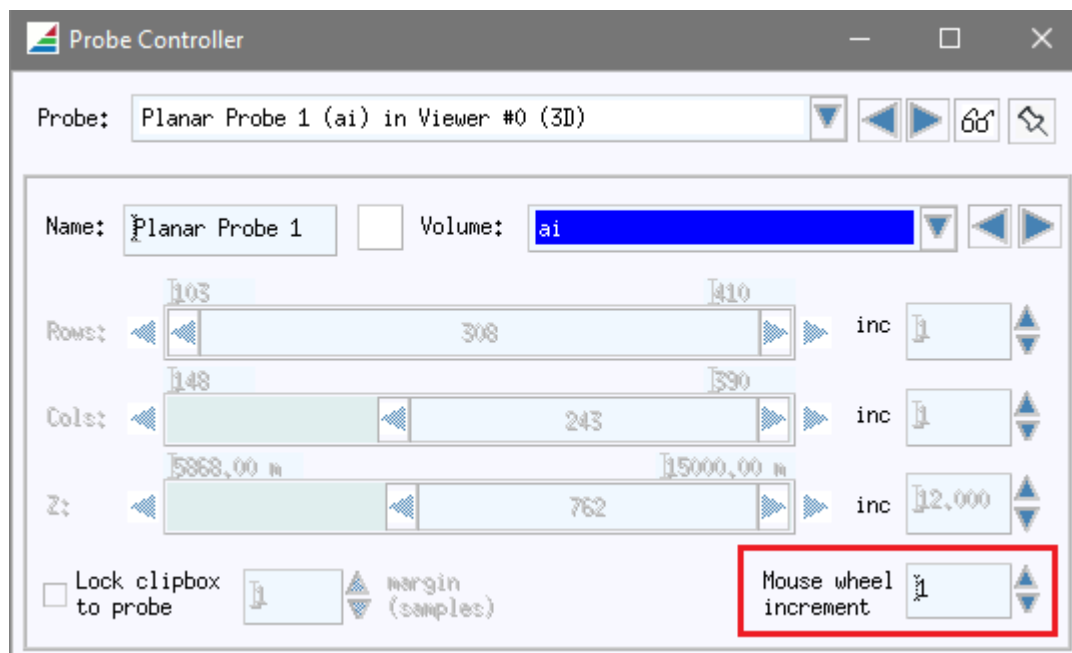 Probe Controller
Probe: Planar Probe 1 (ai) in Viewer #0 (3D)
Name: Planar Probe 1 Volume: ai
103 410
Rows: 308 inc 1
148 390
Cols: 243 inc 1
5868.00 m 15000.00 m
Z: 762 inc 12.000
Lock clipbox
to probe
1
margin
(samples)
Mouse wheel
increment
1